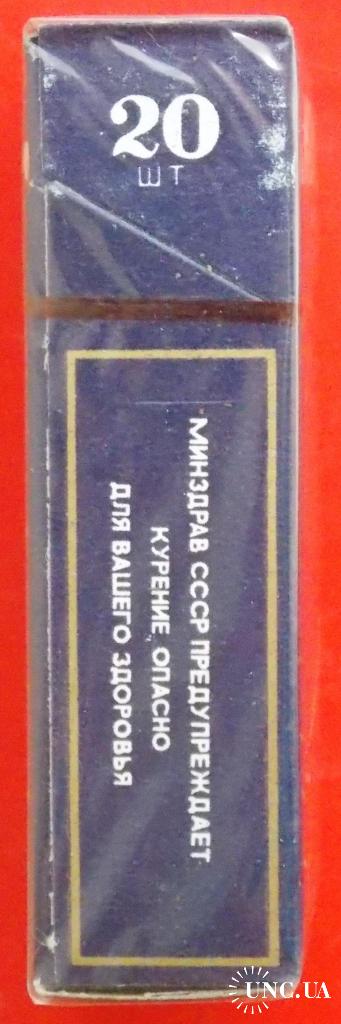 20
ШТ
МИНЗДРАВ СССР ПРЕДУПРЕЖДАЕТ
КУРЕНИЕ ОПАСНО
ДЛЯ ВАШЕГО ЗДОРОВЬЯ
UNC.UA